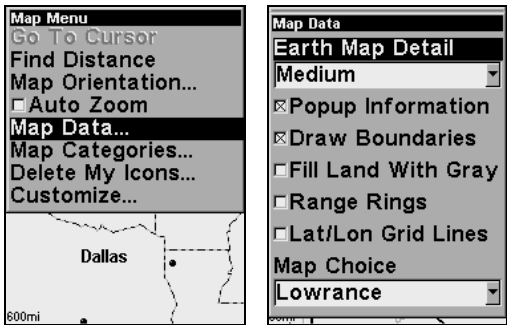 Map Menu
Go To Cursor
Find Distance
Map Orientation...
Auto Zoom
Map Data...
Map Categories...
Delete My Icons...
Customize...
Dallas
600mi
Map Data
Earth Map Detail
Medium
Popup Information
Draw Boundaries
Fill Land With Gray
Range Rings
Lat/Lon Grid Lines
Map Choice
Lowrance